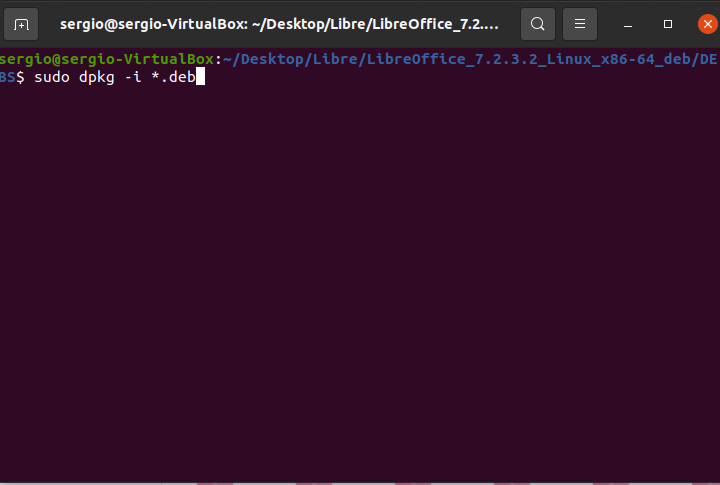 sergio@sergio-VirtualBox: ~/Desktop/Libre/LibreOffice_7.2....
sergio@sergio-VirtualBox:~/Desktop/Libre/LibreOffice_7.2.3.2_Linux_x86-64_deb/DE
BS$ sudo dpkg -i *.deb